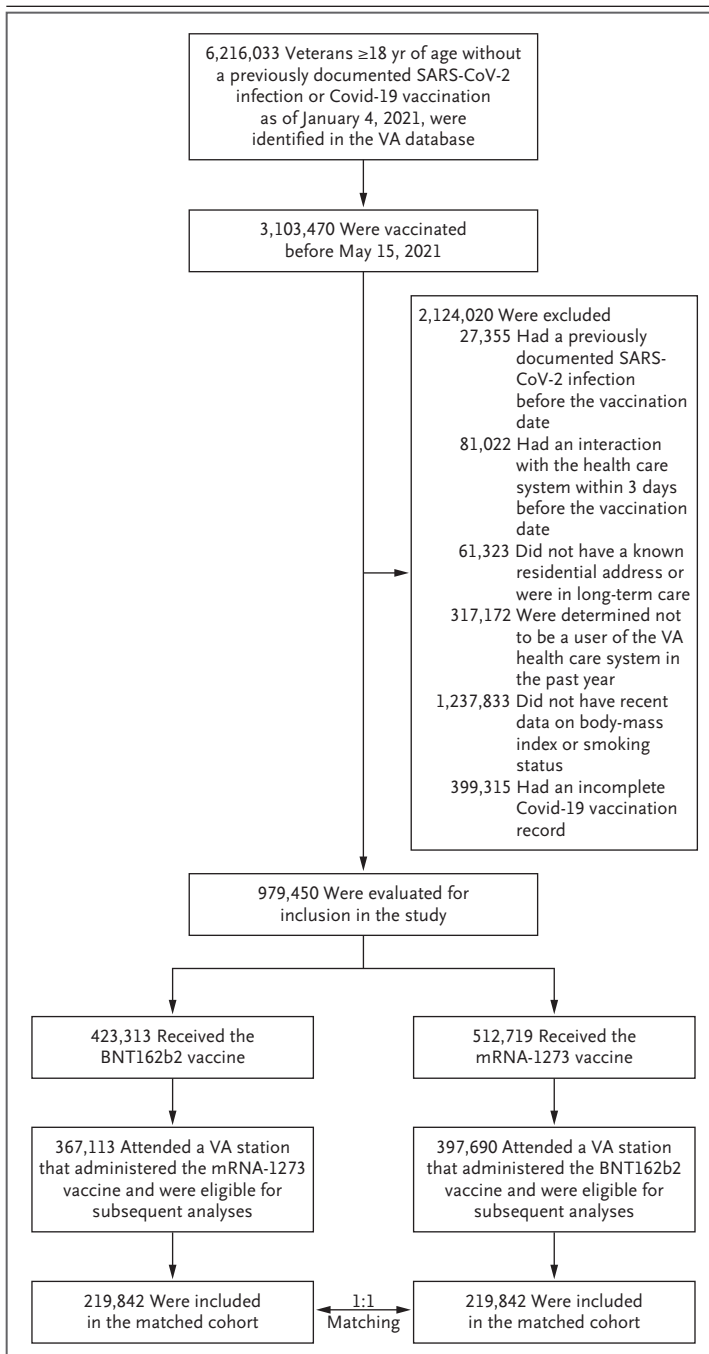 6,216,033 Veterans ≥18 yr of age without
a previously documented SARS-CoV-2
infection or Covid-19 vaccination
as of January 4, 2021, were
identified in the VA database
3,103,470 Were vaccinated
before May 15, 2021
2,124,020 Were excluded
27,355 Had a previously
documented SARS-
CoV-2 infection
before the vaccination
date
81,022 Had an interaction
with the health care
system within 3 days
before the vaccination
date
61,323 Did not have a known
residential address or
were in long-term care
317,172 Were determined not
to be a user of the VA
health care system in
the past year
1,237,833 Did not have recent
data on body-mass
index or smoking
status
399,315 Had an incomplete
Covid-19 vaccination
record
979,450 Were evaluated for
inclusion in the study
423,313 Received the
BNT162b2 vaccine
512,719 Received the
mRNA-1273 vaccine
367,113 Attended a VA station
that administered the mRNA-1273
vaccine and were eligible for
subsequent analyses
397,690 Attended a VA station
that administered the BNT162b2
vaccine and were eligible for
subsequent analyses
219,842 Were included
in the matched cohort
1:1
Matching
219,842 Were included
in the matched cohort